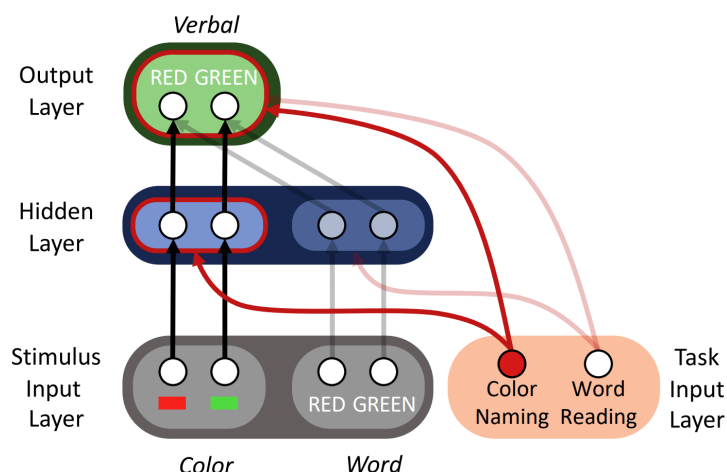 Verbal
Output
Layer
RED GREEN
Hidden
Layer
Stimulus
Input
Layer
RED GREEN
Color
Naming
Word
Reading
Task
Input
Layer
Color
Word